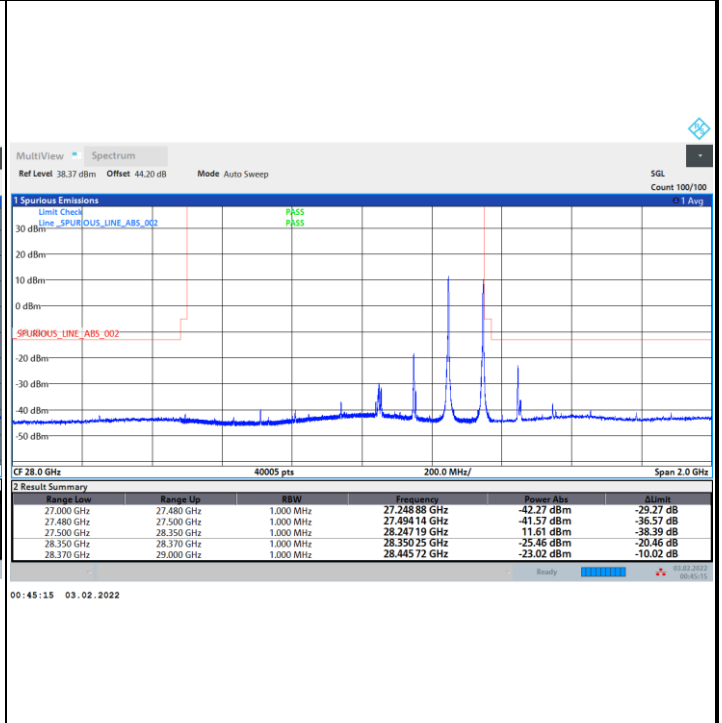 MultiView Spectrum
Ref Level 38.37 dBm Offset 44.20 dB Mode Auto Sweep SGL
Count 100/100
1 Spurious Emissions 1 Avg
Limit Check PASS
Line _SPURIOUS_LINE_ABS_002 PASS
30 dBm
20 dBm
10 dBm
0 dBm
_SPURIOUS_LINE_ABS_002
-20 dBm
-30 dBm
-40 dBm
-50 dBm
CF 28.0 GHz 40005 pts 200.0 MHz/ Span 2.0 GHz
2 Result Summary
Range Low Range Up RBW Frequency Power Abs ΔLimit
27.000 GHz 27.480 GHz 1.000 MHz 27.248 88 GHz -42.27 dBm -29.27 dB
27.480 GHz 27.500 GHz 1.000 MHz 27.494 14 GHz -41.57 dBm -36.57 dB
27.500 GHz 28.350 GHz 1.000 MHz 28.247 19 GHz 11.61 dBm -38.39 dB
28.350 GHz 28.370 GHz 1.000 MHz 28.350 25 GHz -25.46 dBm -20.46 dB
28.370 GHz 29.000 GHz 1.000 MHz 28.445 72 GHz -23.02 dBm -10.02 dB
Ready 03.02.2022
00:45:15
00:45:15 03.02.2022